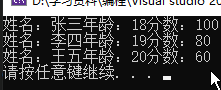 D:\学习资料\编程\Visual studio 20
姓名：张三年龄：18分数：100
姓名：李四年龄：19分数：80
姓名：王五年龄：20分数：60
请按任意键继续. . .